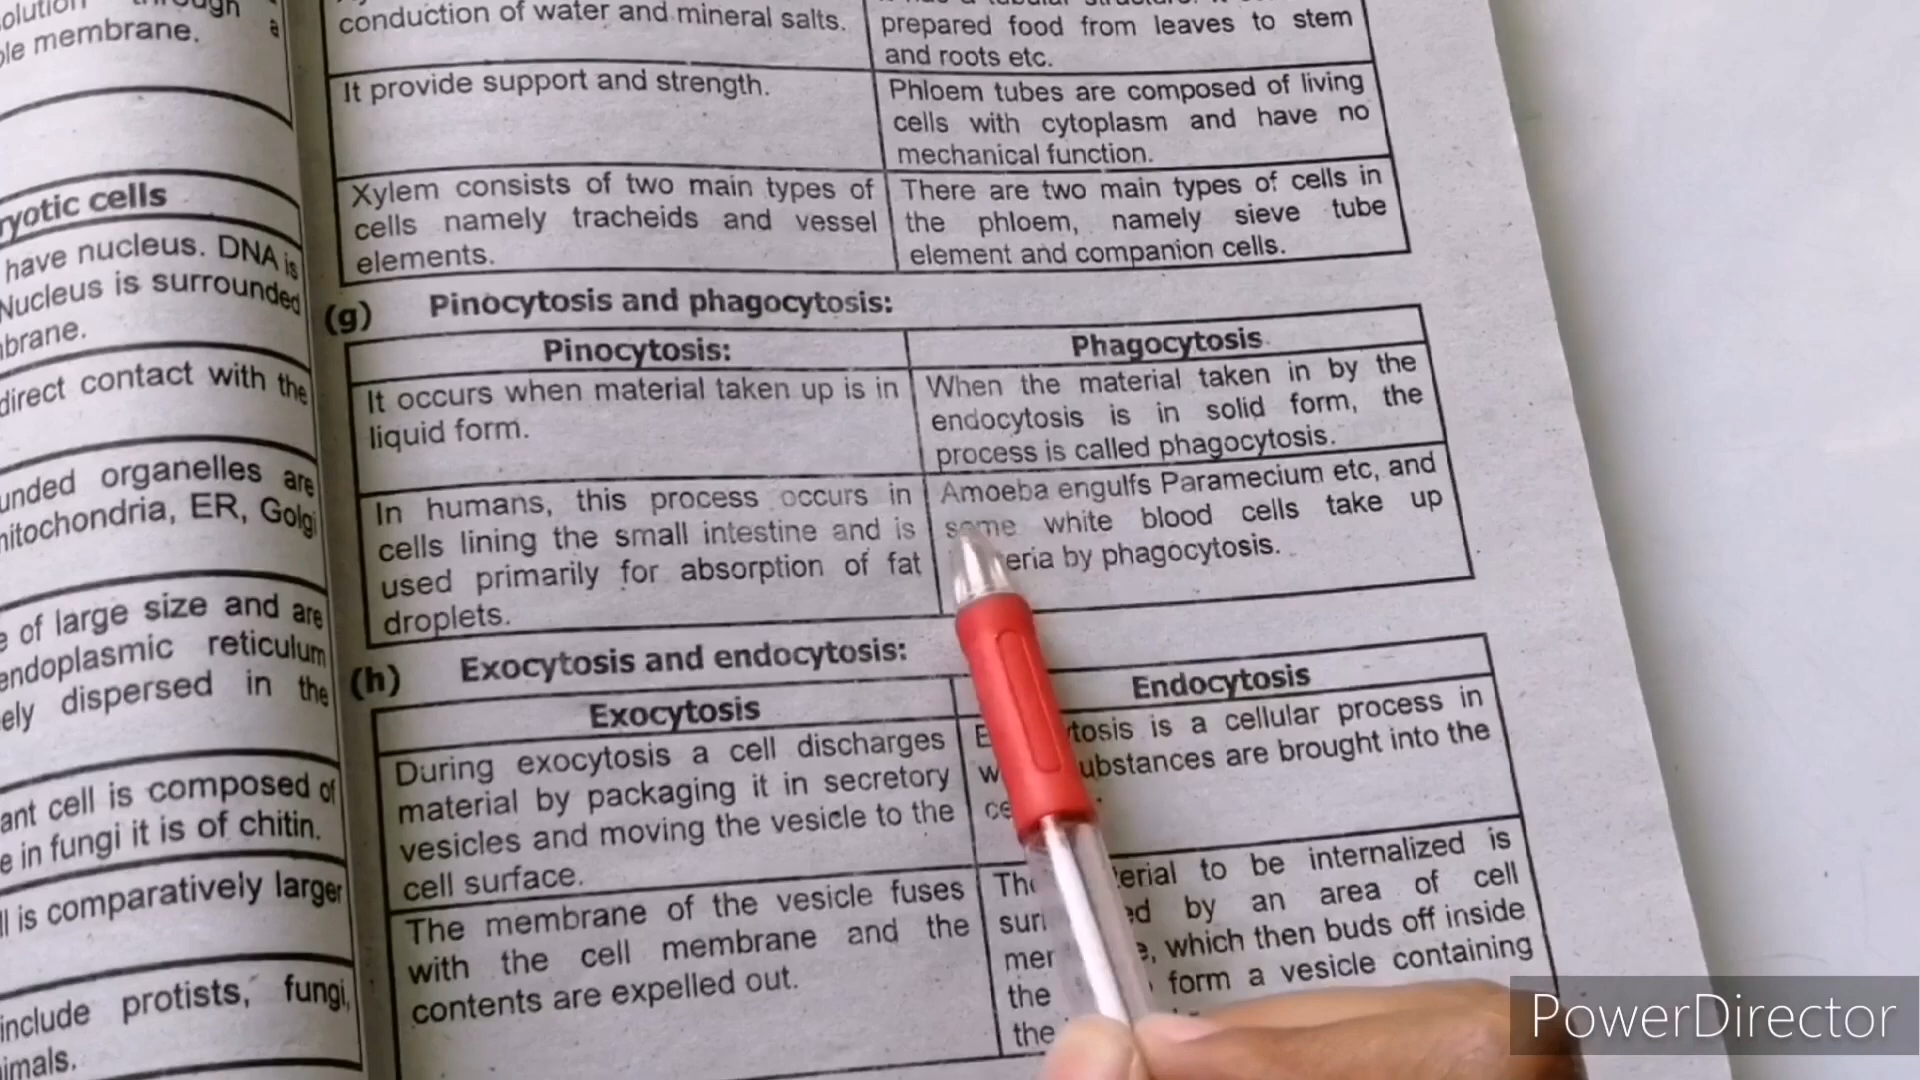 ble membrane.
yotic cells
have nucleus. DNA is
Nucleus is surrounded
direct contact with the
organelles are
ER, Golgi
of large size and are
endoplasmic reticulum
dispersed in the
cell is composed of
in fungi it is of chitin.
is comparatively larger
include protists, fungi,
conduction of water and mineral salts.
prepared food from leaves to stem
and roots etc.
It provide support and strength.
Phloem tubes are composed of living
cells with cytoplasm and have no
mechanical function.
Xylem consists of two main types of
cells namely tracheids and vessel
elements.
There are two main types of cells in
the phloem, namely sieve tube
element and companion cells.
(g) Pinocytosis and phagocytosis:
Pinocytosis:
Phagocytosis
It occurs when material taken up is in
liquid form.
When the material taken in by the
endocytosis is in solid form, the
process is called phagocytosis.
In humans, this process occurs in
cells lining the small intestine and is
used primarily for absorption of fat
droplets.
Amoeba engulfs Paramecium etc, and
some white blood cells take up
eria by phagocytosis.
(h) Exocytosis and endocytosis:
Exocytosis
Endocytosis
During exocytosis a cell discharges
material by packaging it in secretory
vesicles and moving the vesicle to the
cell surface.
tosis is a cellular process in
ubstances are brought into the
The membrane of the vesicle fuses
with the cell membrane and the
contents are expelled out.
erial to be internalized is
by an area of cell
which then buds off inside
the form a vesicle containing
the
PowerDirector